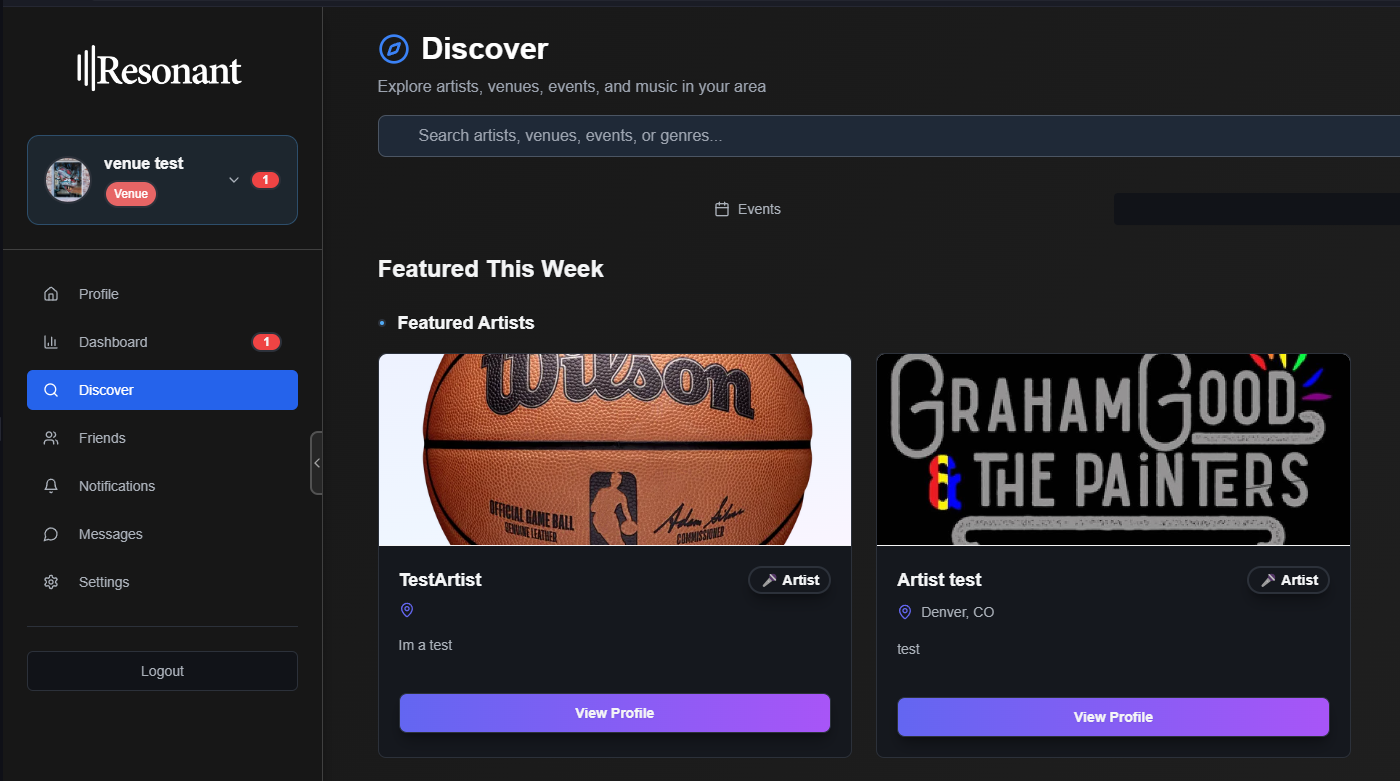 Resonant
venue test
Venue
1
Profile
Dashboard
1
Discover
Friends
Notifications
Messages
Settings
Logout
Discover
Explore artists, venues, events, and music in your area
Search artists, venues, events, or genres...
Events
Featured This Week
Featured Artists
Wilson
OFFICIAL GAME BALL
GENUINE LEATHER
Adam Silver
COMMISSIONER
TestArtist
Artist
Im a test
View Profile
GRAHAM GOOD
& THE PAINTERS
Artist test
Artist
Denver, CO
test
View Profile